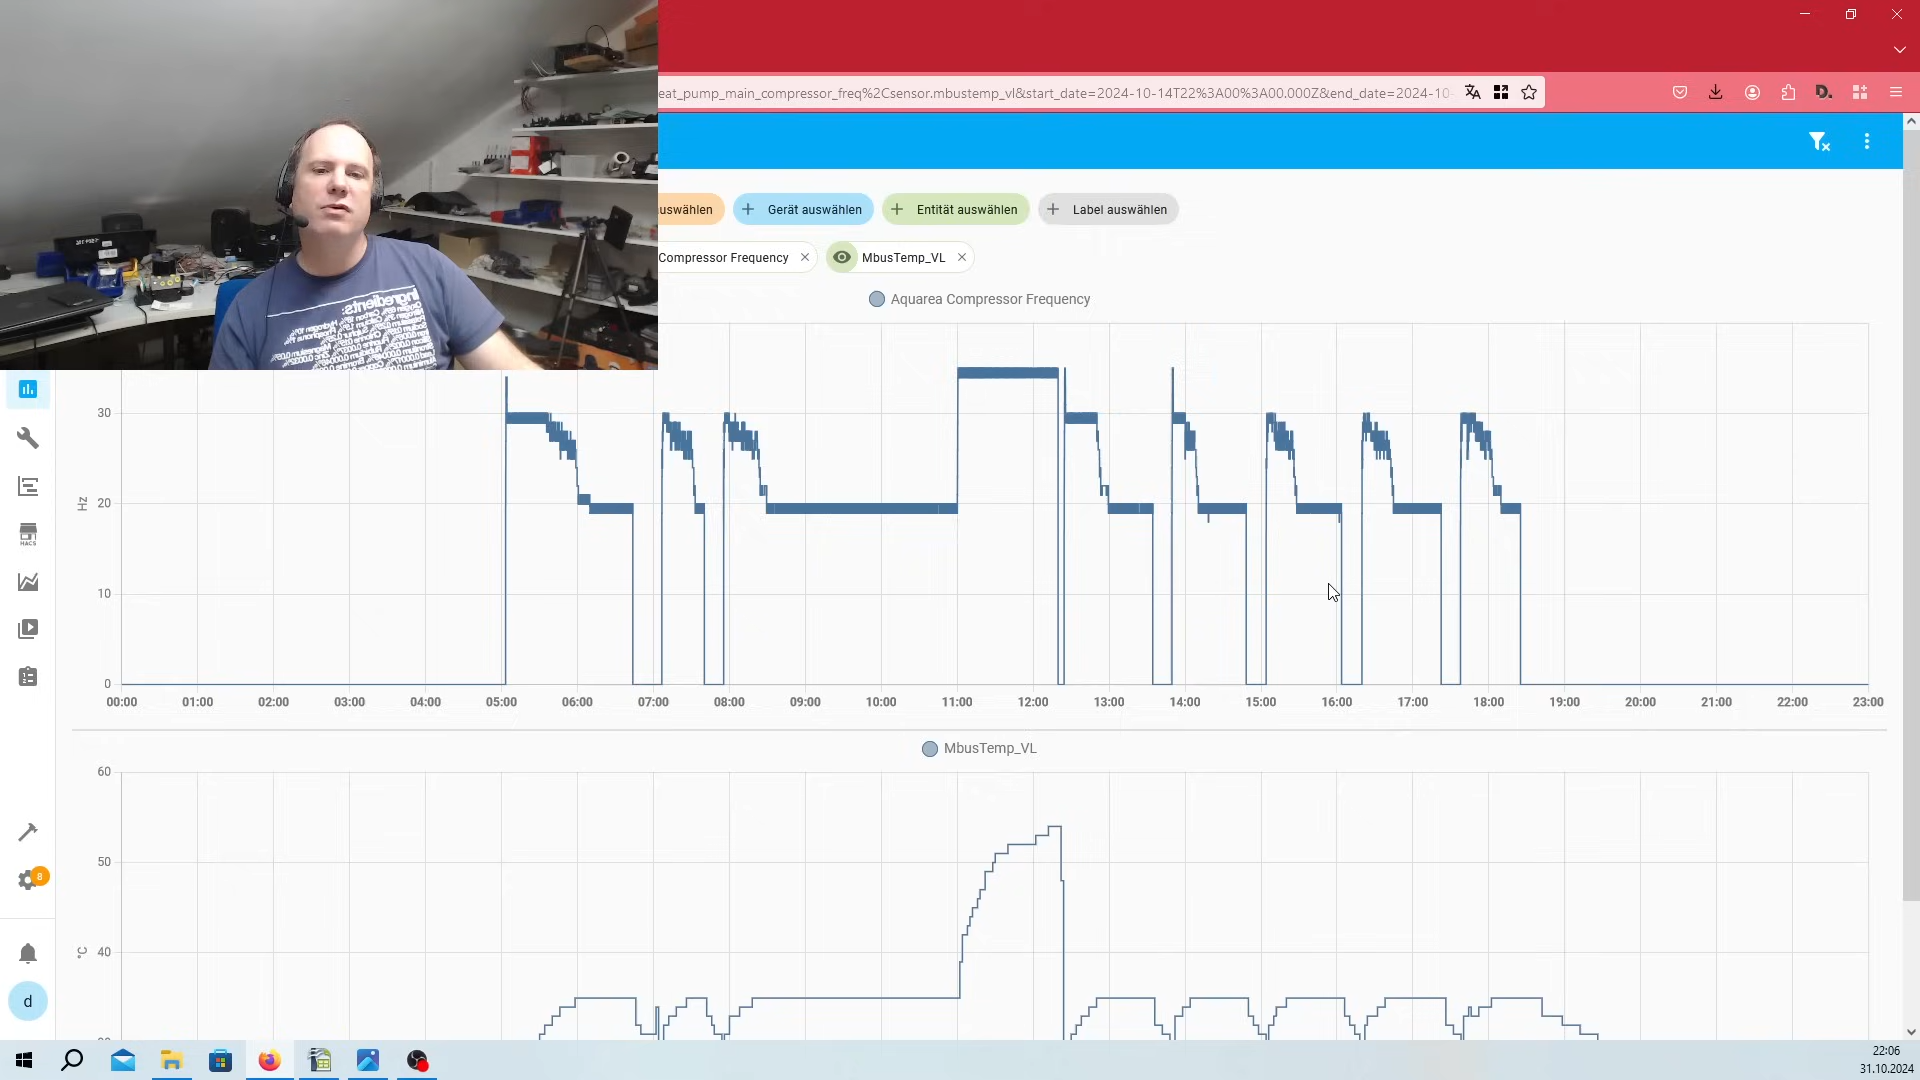 eat_pump_main_compressor_freq%2Csensor.mbustemp_vl&start_date=2024-10-14T22%3A00%3A00.000Z&end_date=2024-10-
D.
uswählen
Gerät auswählen
Entität auswählen
Label auswählen
Compressor Frequency
MbusTemp_VL
Aquarea Compressor Frequency
30
20
10
0
Hz
00:00 01:00 02:00 03:00 04:00 05:00 06:00 07:00 08:00 09:00 10:00 11:00 12:00 13:00 14:00 15:00 16:00 17:00 18:00 19:00 20:00 21:00 22:00 23:00
MbusTemp_VL
60
50
40
°C
HACS
8
d
ingredients:
22:06
31.10.2024